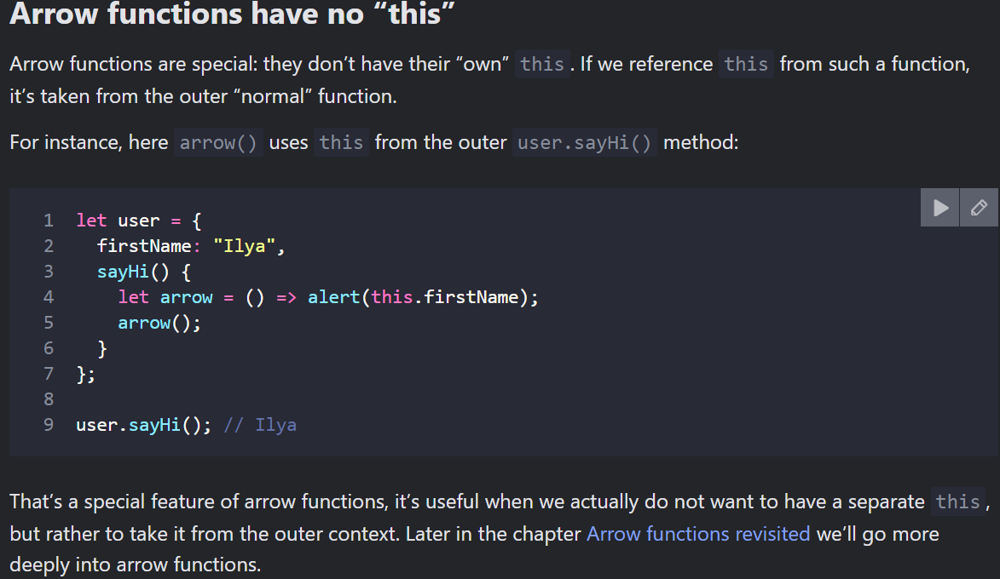 Arrow functions have no “this”
Arrow functions are special: they don’t have their “own” this. If we reference this from such a function,
it’s taken from the outer “normal” function.
For instance, here arrow() uses this from the outer user.sayHi() method:
1 let user = {
2   firstName: "Ilya",
3   sayHi() {
4     let arrow = () => alert(this.firstName);
5     arrow();
6   }
7 };
8
9 user.sayHi(); // Ilya
That’s a special feature of arrow functions, it’s useful when we actually do not want to have a separate this,
but rather to take it from the outer context. Later in the chapter Arrow functions revisited we’ll go more
deeply into arrow functions.